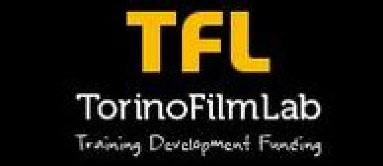 TFL
TorinoFilmLab
Training Development Funding